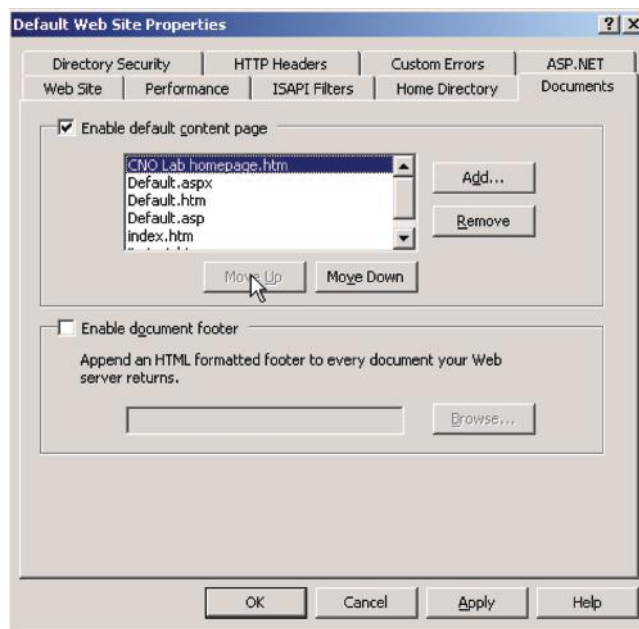 Default Web Site Properties
Directory Security HTTP Headers Custom Errors ASP.NET
Web Site Performance ISAPI Filters Home Directory Documents
Enable default content page
CNO Lab homepage.htm
Default.aspx
Default.htm
Default.asp
index.htm
Add...
Remove
Move Up Move Down
Enable document footer
Append an HTML formatted footer to every document your Web
server returns.
Browse...
OK Cancel Apply Help